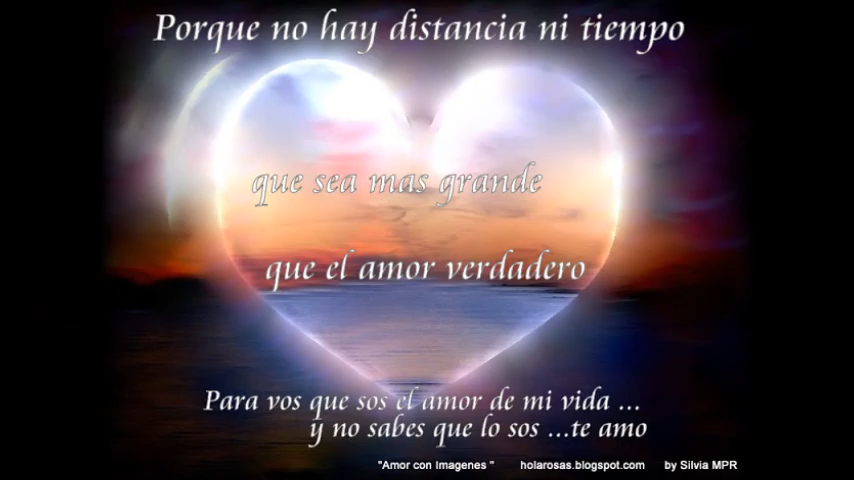 Porque no hay distancia ni tiempo
que sea mas grande
que el amor verdadero
Para vos que sos el amor de mi vida ...
y no sabes que lo sos ...te amo
"Amor con Imagenes " holarosas.blogspot.com by Silvia MPR